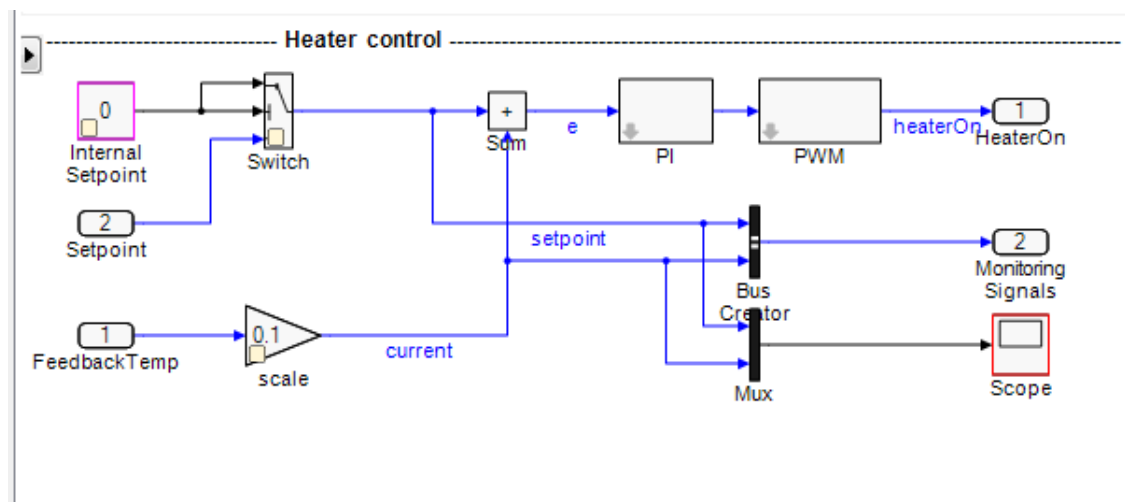 Heater control
0
Internal
Setpoint
Switch
+
Sum
e
PI
PWM
heaterOn
1
HeaterOn
2
Setpoint
setpoint
Bus
Creator
2
Monitoring
Signals
1
FeedbackTemp
0.1
scale
current
Mux
Scope